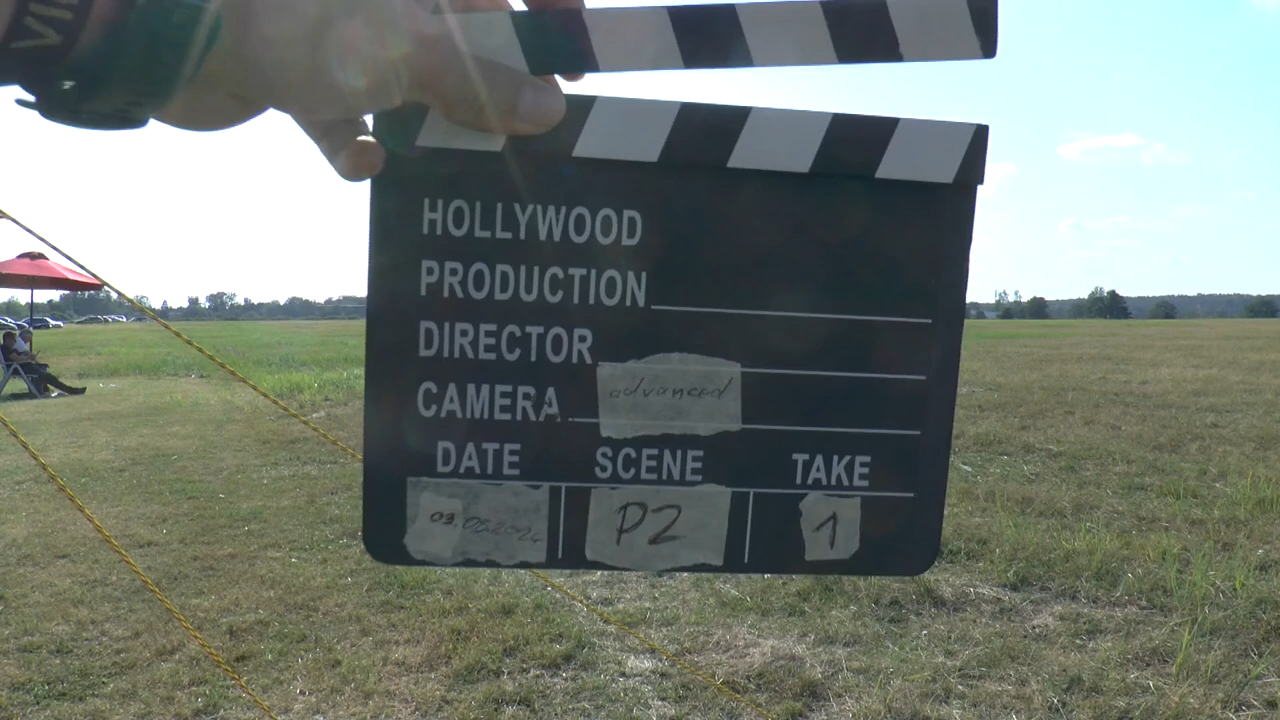 HOLLYWOOD
PRODUCTION
DIRECTOR
CAMERA advanced
DATE SCENE TAKE
P2 1